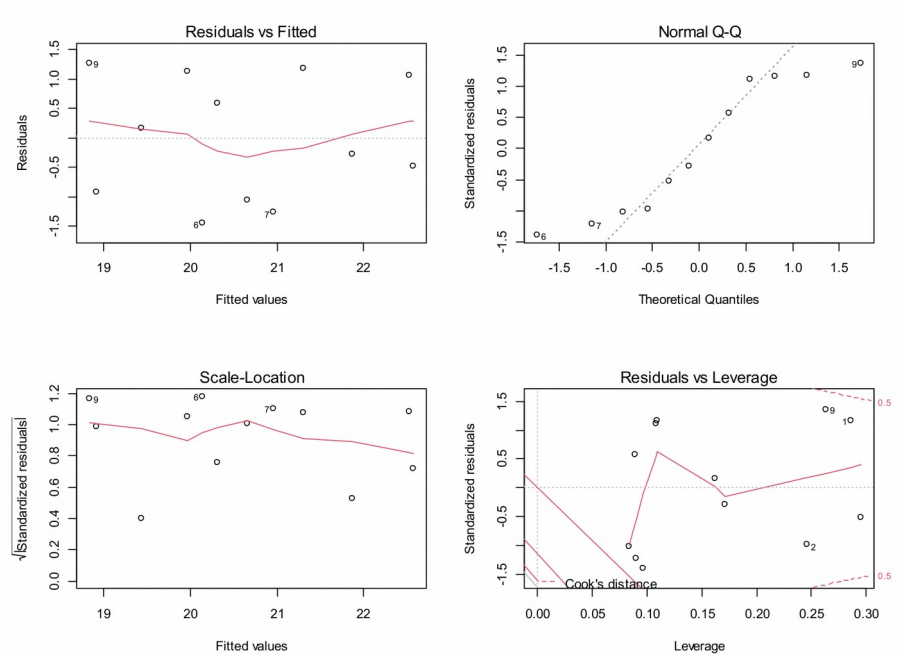 Residuals vs Fitted
Residuals
1.5
1.0
0.5
-0.5
-1.5
9
6
7
19 20 21 22
Fitted values
Normal Q-Q
Standardized residuals
1.5
1.0
0.5
0.0
-0.5
-1.5
9
7
6
-1.5 -1.0 -0.5 0.0 0.5 1.0 1.5
Theoretical Quantiles
Scale-Location
√|Standardized residuals|
1.2
1.0
0.8
0.6
0.4
0.2
0.0
9
6
7
19 20 21 22
Fitted values
Residuals vs Leverage
Standardized residuals
1.5
0.5
-0.5
-1.5
0.5
9
1
2
0.5
Cook's distance
0.00 0.05 0.10 0.15 0.20 0.25 0.30
Leverage